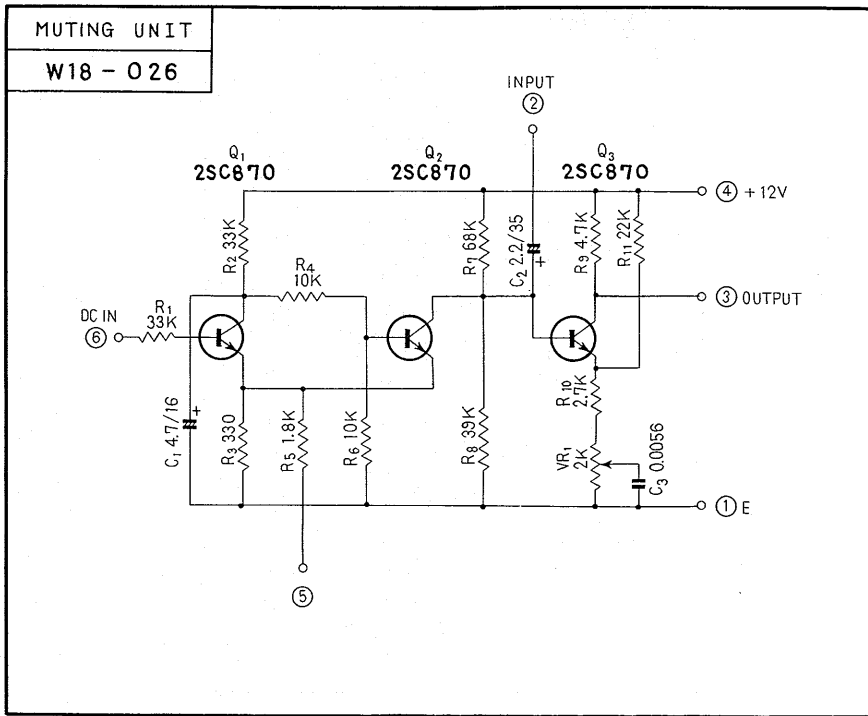 MUTING UNIT
W18-026
INPUT
②
Q1
2SC870
Q2
2SC870
Q3
2SC870
④ +12V
R2 33K
R4
10K
R7 68K
C2 2.2/35
+
R9 4.7K
R11 22K
③ OUTPUT
DC IN
⑥
R1
33K
C1 4.7/16
+
R3 330
R5 1.8K
R6 10K
R8 39K
R10
2.7K
VR1
2K
C3 0.0056
① E
⑤